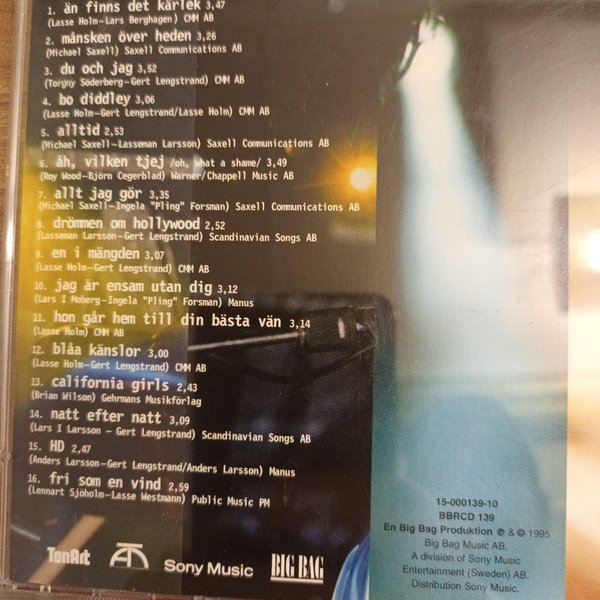 1. än finns det kärlek 3,47
(Lasse Holm-Lars Berghagen) CMM AB
2. månsken över heden 3,26
(Michael Saxell) Saxell Communications AB
3. du och jag 3,52
(Torgny Söderberg-Gert Lengstrand) CMM AB
4. bo diddley 3,06
(Lasse Holm-Gert Lengstrand/Lasse Holm) CMM AB
5. alltid 2,53
(Michael Saxell-Lasseman Larsson) Saxell Communications AB
6. åh, vilken tjej /oh, what a shame/ 3,49
(Roy Wood-Björn Cegerblad) Warner/Chappell Music AB
7. allt jag gör 3,35
(Michael Saxell-Ingela "Pling" Forsman) Saxell Communications AB
8. drömmen om hollywood 2,52
(Lasseman Larsson-Gert Lengstrand) Scandinavian Songs AB
9. en i mängden 3,07
(Lasse Holm-Gert Lengstrand) CMM AB
10. jag är ensam utan dig 3,12
(Lars I Moberg-Ingela "Pling" Forsman) Manus
11. hon går hem till din bästa vän 3,14
(Lasse Holm) CMM AB
12. blåa känslor 3,00
(Lasse Holm-Gert Lengstrand) CMM AB
13. california girls 2,43
(Brian Wilson) Gehrmans Musikförlag
14. natt efter natt 3,09
(Lars I Larsson - Gert Lengstrand) Scandinavian Songs AB
15. HD 2,47
(Anders Larsson-Gert Lengstrand/Anders Larsson) Manus
16. fri som en vind 2,59
(Lennart Sjöholm-Lasse Westmann) Public Music PM
TonArt
Sony Music
BIG BAG
15-000139-10
BBRCD 139
En Big Bag Produktion ℗ & © 1995
Big Bag Music AB.
A division of Sony Music
Entertainment (Sweden) AB.
Distribution Sony Music.